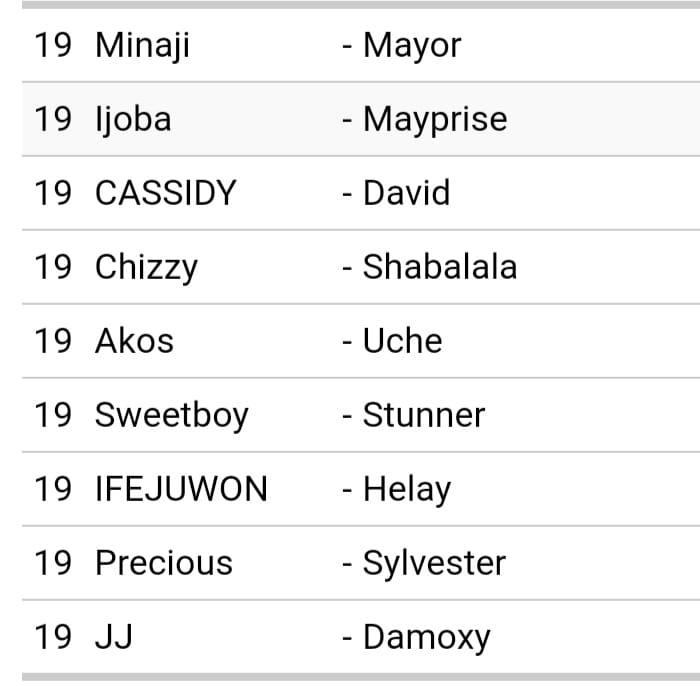 19 Minaji - Mayor
19 Ijoba - Mayprise
19 CASSIDY - David
19 Chizzy - Shabalala
19 Akos - Uche
19 Sweetboy - Stunner
19 IFEJUWON - Helay
19 Precious - Sylvester
19 JJ - Damoxy